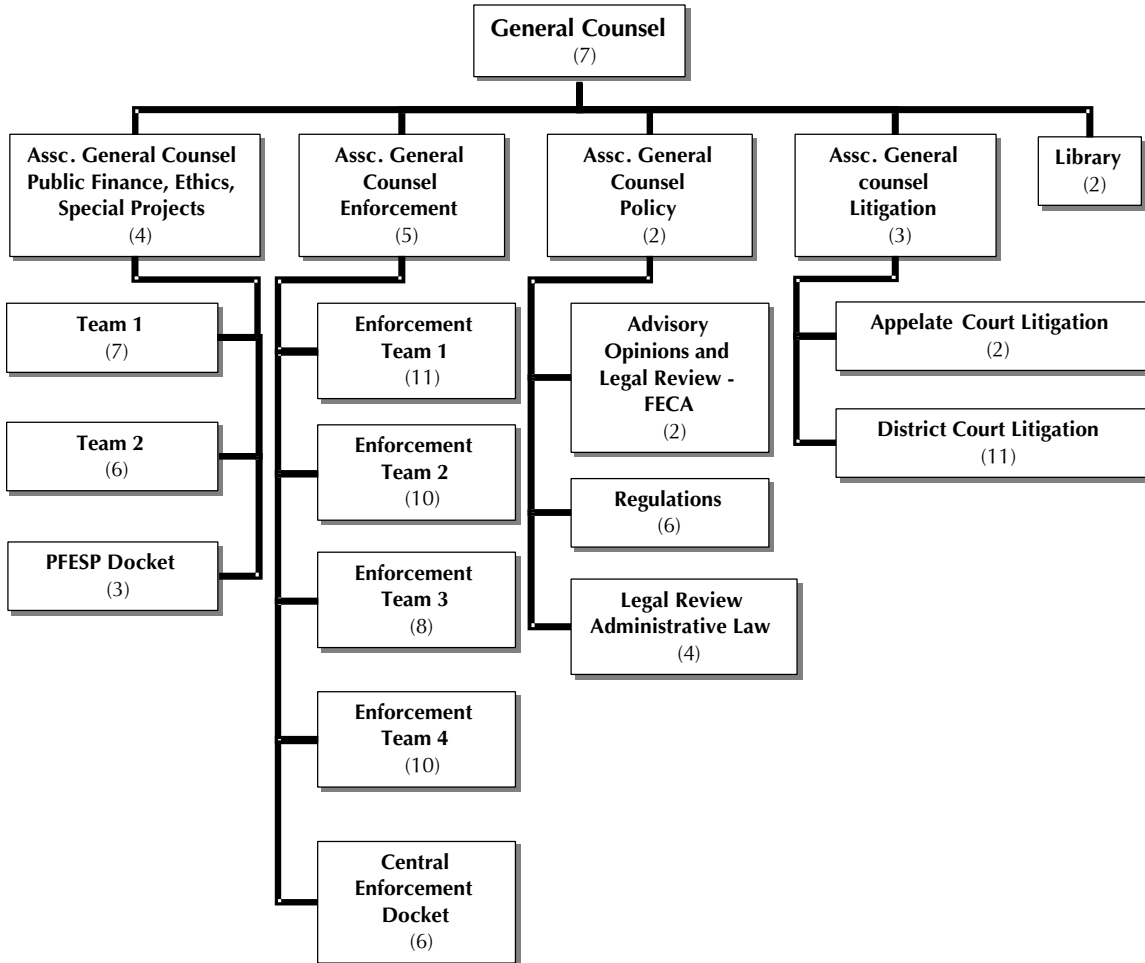 General Counsel
(7)
Assc. General Counsel
Public Finance, Ethics,
Special Projects
(4)
Assc. General
Counsel
Enforcement
(5)
Assc. General
Counsel
Policy
(2)
Assc. General
counsel
Litigation
(3)
Library
(2)
Team 1
(7)
Team 2
(6)
PFESP Docket
(3)
Enforcement
Team 1
(11)
Enforcement
Team 2
(10)
Enforcement
Team 3
(8)
Enforcement
Team 4
(10)
Central
Enforcement
Docket
(6)
Advisory
Opinions and
Legal Review -
FECA
(2)
Regulations
(6)
Legal Review
Administrative Law
(4)
Appelate Court Litigation
(2)
District Court Litigation
(11)